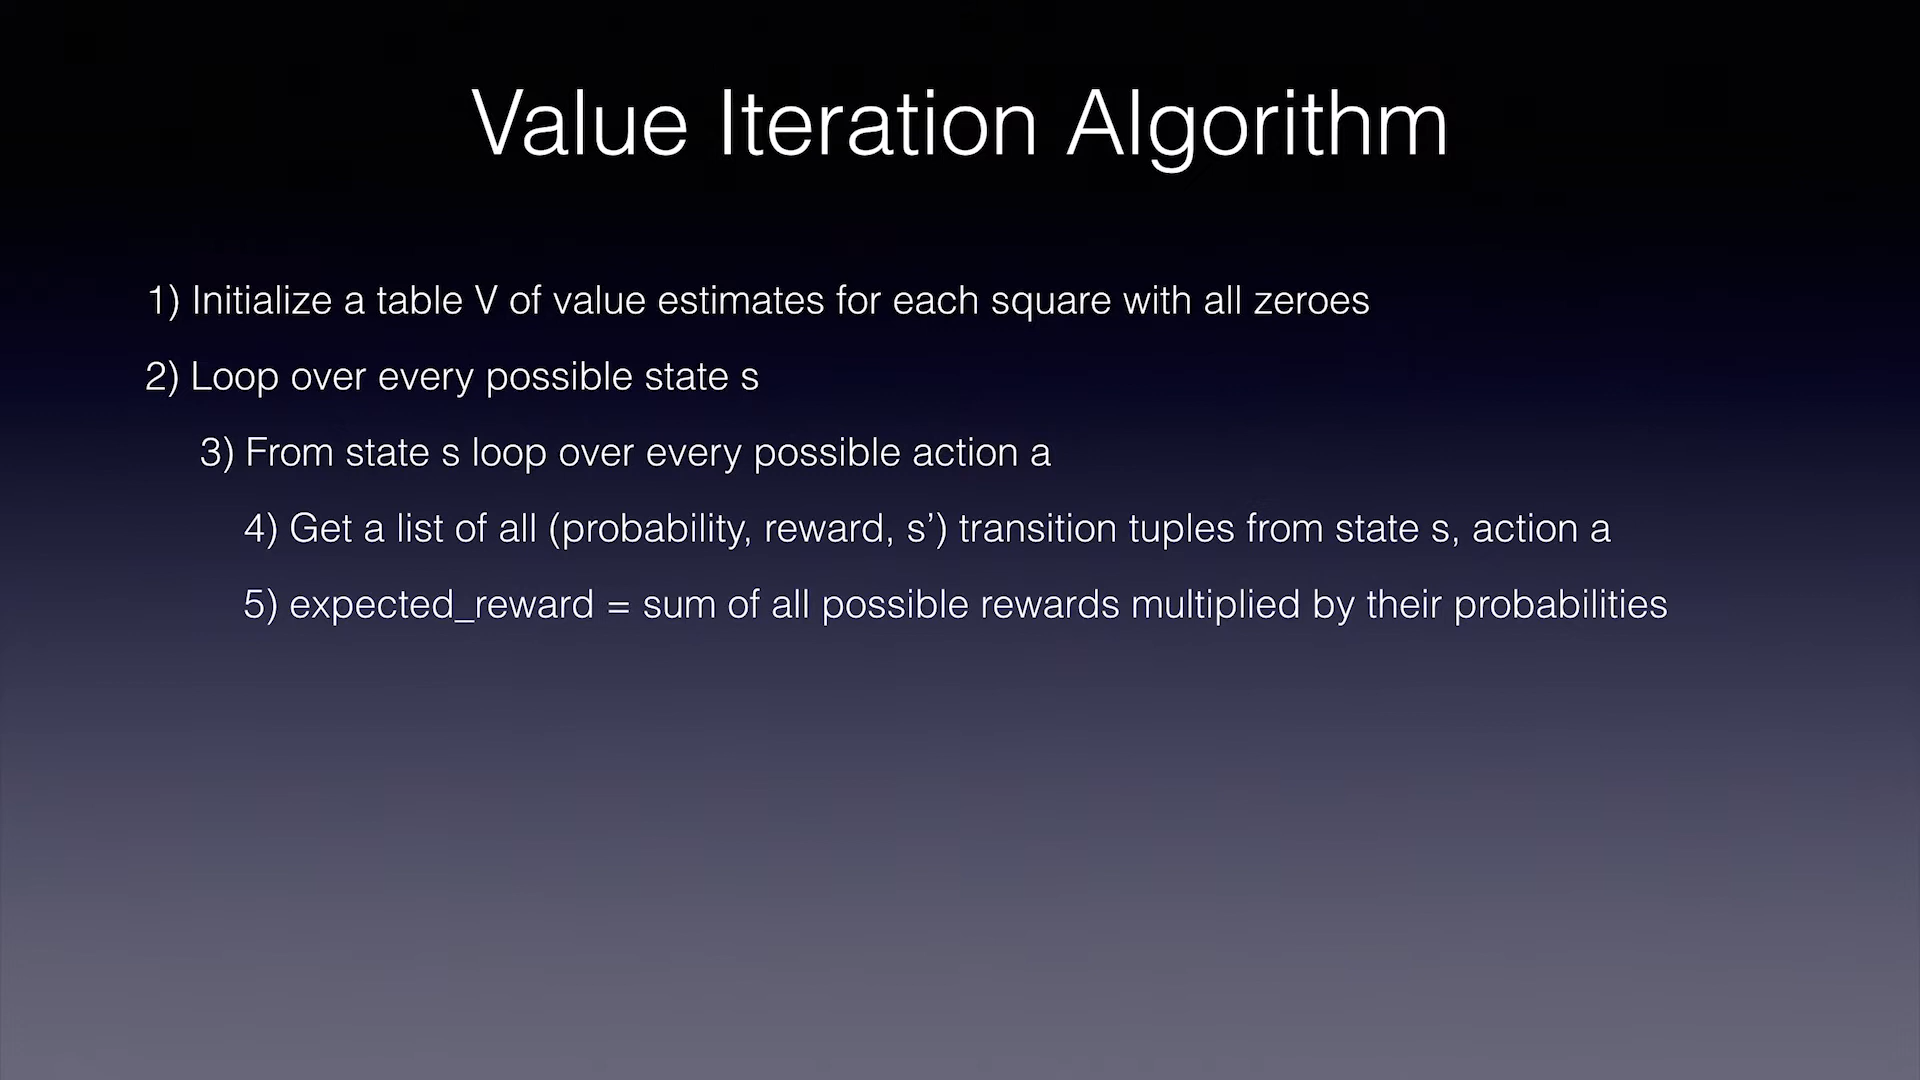 Value Iteration Algorithm
1) Initialize a table V of value estimates for each square with all zeroes
2) Loop over every possible state s
3) From state s loop over every possible action a
4) Get a list of all (probability, reward, s’) transition tuples from state s, action a
5) expected_reward = sum of all possible rewards multiplied by their probabilities